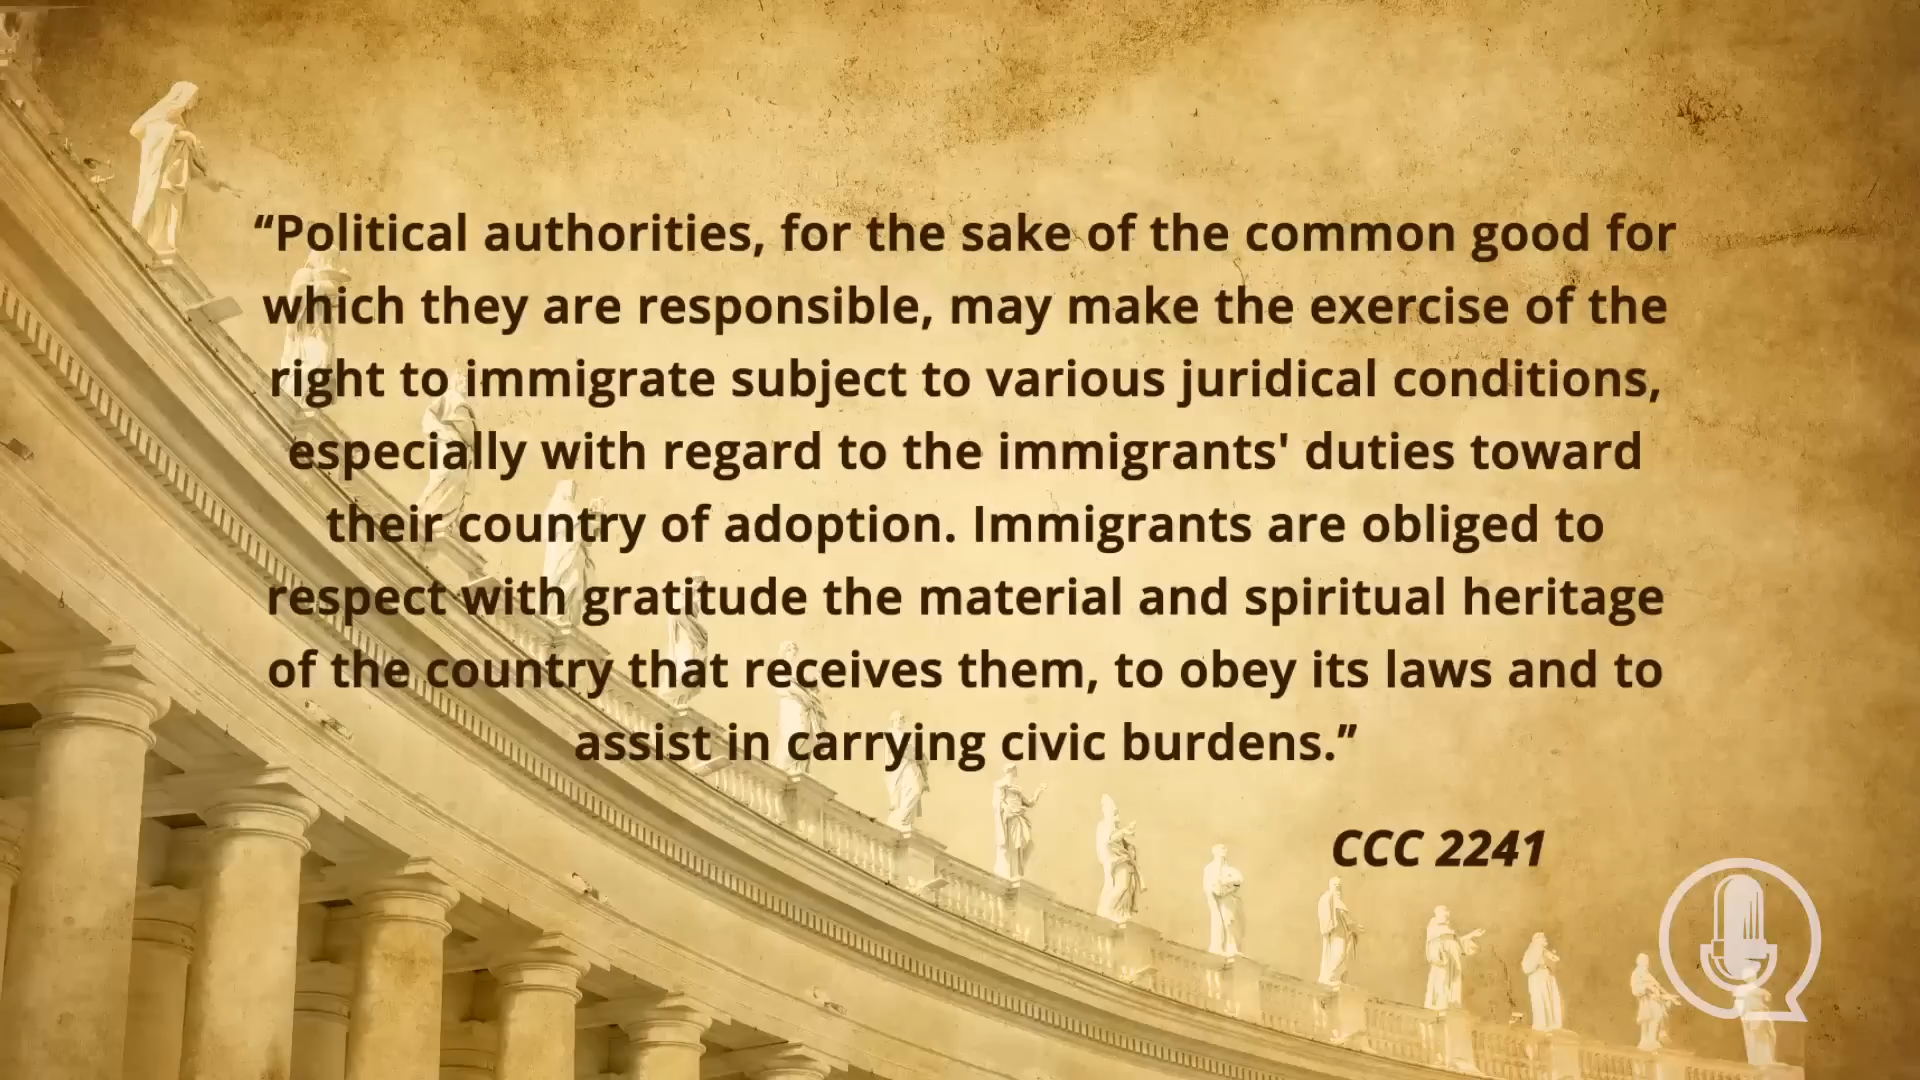 “Political authorities, for the sake of the common good for
which they are responsible, may make the exercise of the
right to immigrate subject to various juridical conditions,
especially with regard to the immigrants' duties toward
their country of adoption. Immigrants are obliged to
respect with gratitude the material and spiritual heritage
of the country that receives them, to obey its laws and to
assist in carrying civic burdens.”
CCC 2241